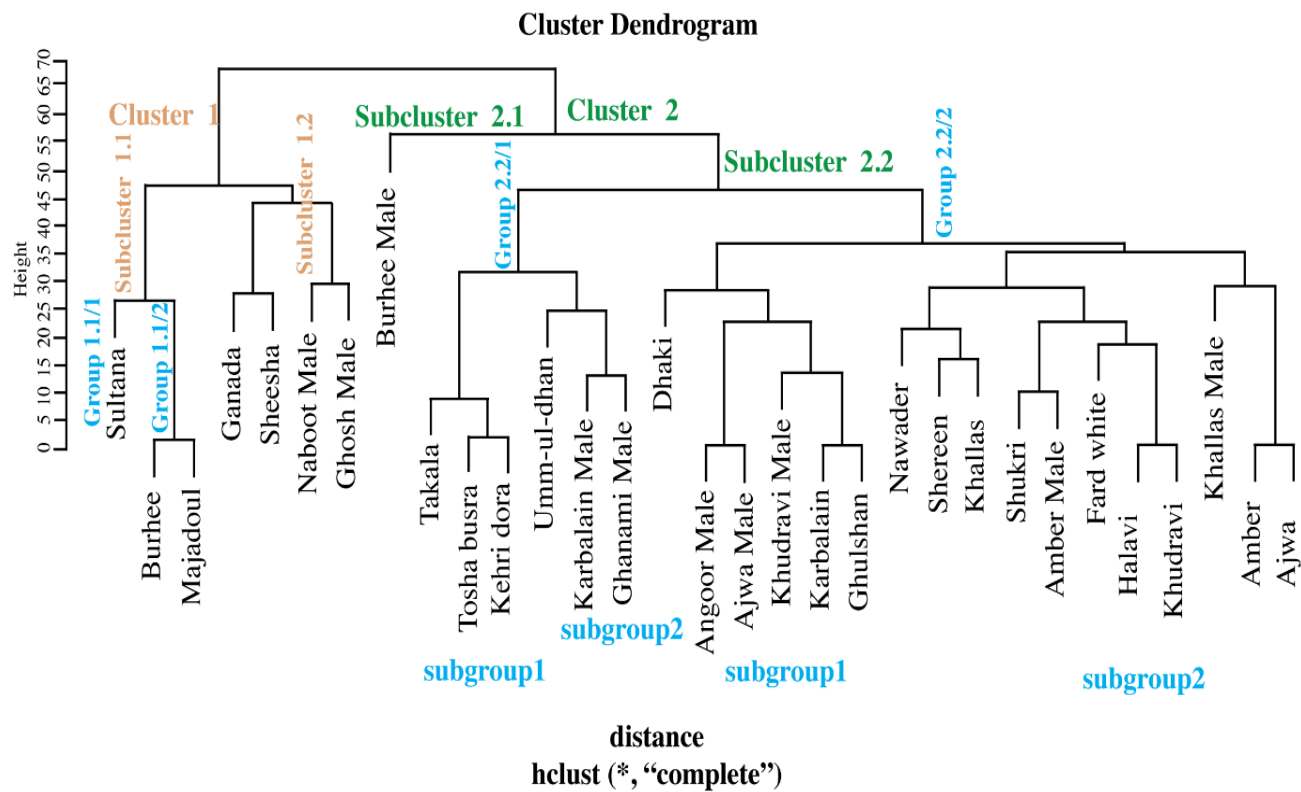 Cluster Dendrogram
Height
70
65
60
55
50
45
40
35
30
25
20
15
10
5
0
Cluster 1
Subcluster 1.1
Subcluster 1.2
Group 1.1/1
Group 1.1/2
Subcluster 2.1
Cluster 2
Subcluster 2.2
Group 2.2/1
Group 2.2/2
Sultana
Burhee
Majadoul
Ganada
Sheesha
Naboot Male
Ghosh Male
Burhee Male
Takala
Tosha busra
Kehri dora
Umm-ul-dhan
Karbalain Male
Ghanami Male
Dhaki
Angoor Male
Ajwa Male
Khudravi Male
Karbalain
Ghulshan
Nawader
Shereen
Khallas
Shukri
Amber Male
Fard white
Halavi
Khudravi
Khallas Male
Amber
Ajwa
subgroup1
subgroup2
subgroup1
subgroup2
distance
hclust (*, “complete”)